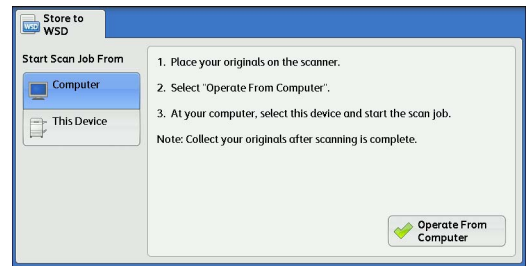 WSD
Store to
WSD
Start Scan Job From
Computer
This Device
1. Place your originals on the scanner.
2. Select "Operate From Computer".
3. At your computer, select this device and start the scan job.
Note: Collect your originals after scanning is complete.
Operate From
Computer